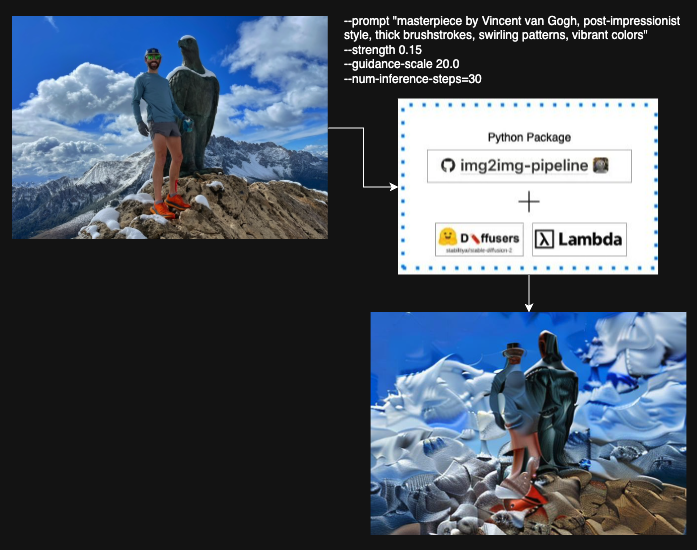 --prompt "masterpiece by Vincent van Gogh, post-impressionist
style, thick brushstrokes, swirling patterns, vibrant colors"
--strength 0.15
--guidance-scale 20.0
--num-inference-steps=30
Python Package
img2img-pipeline
D ffusers
stabilityai/stable-diffusion-2
λ Lambda